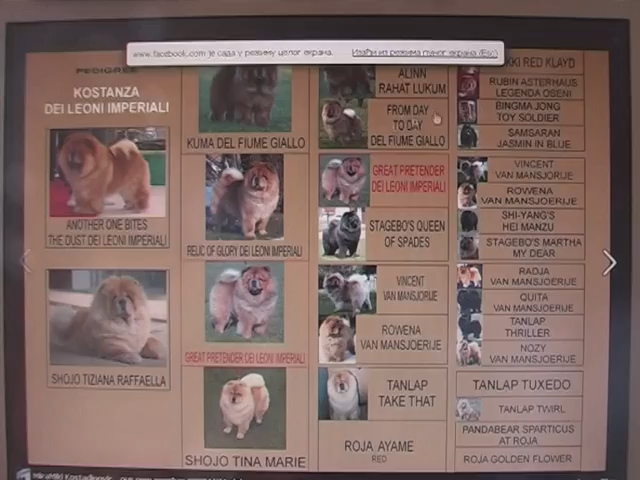 www.facebook.com је сада у режиму целог екрана.
Изађи из режима пуног екрана (Esc)
PEDIGREE
KOSTANZA
DEI LEONI IMPERIALI
ANOTHER ONE BITES
THE DUST DEI LEONI IMPERIALI
SHOJO TIZIANA RAFFAELLA
KUMA DEL FIUME GIALLO
RELIC OF GLORY DEI LEONI IMPERIALI
GREAT PRETENDER DEI LEONI IMPERIALI
SHOJO TINA MARIE
ALINN
RAHAT LUKUM
FROM DAY
TO DAY
DEL FIUME GIALLO
GREAT PRETENDER
DEI LEONI IMPERIALI
STAGEBO'S QUEEN
OF SPADES
VINCENT
VAN MANSJORIJE
ROWENA
VAN MANSJOERIJE
TANLAP
TAKE THAT
ROJA AYAME
RED
KKI RED KLAYD
RUBIN ASTERHAUS
LEGENDA OSENI
BINGMA JONG
TOY SOLDIER
SAMSARAN
JASMIN IN BLUE
VINCENT
VAN MANSJORIJE
ROWENA
VAN MANSJOERIJE
SHI-YANG'S
HEI MANZU
STAGEBO'S MARTHA
MY DEAR
RADJA
VAN MANSJOERIJE
QUITA
VAN MANSJOERIJE
TANLAP
THRILLER
NOZY
VAN MANSJOERIJE
TANLAP TUXEDO
TANLAP TWIRL
PANDABEAR SPARTICUS
AT ROJA
ROJA GOLDEN FLOWER